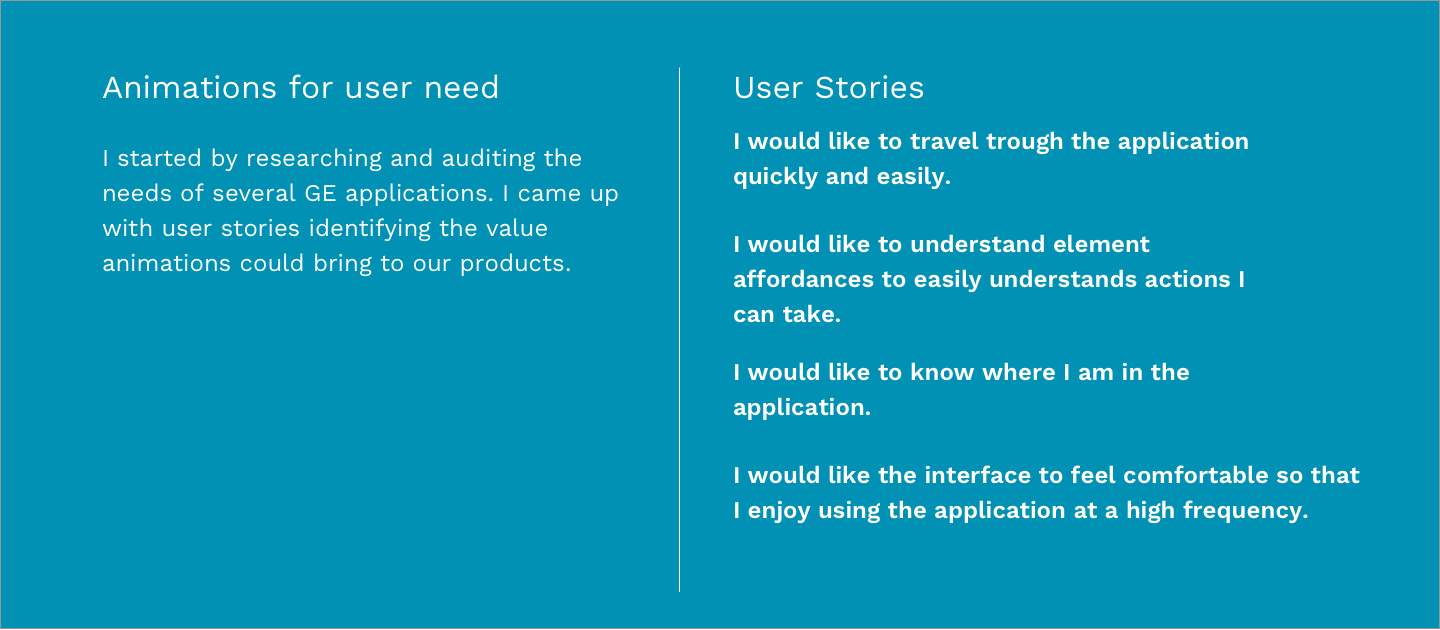 Animations for user need
I started by researching and auditing the
needs of several GE applications. I came up
with user stories identifying the value
animations could bring to our products.
User Stories
I would like to travel trough the application
quickly and easily.
I would like to understand element
affordances to easily understands actions I
can take.
I would like to know where I am in the
application.
I would like the interface to feel comfortable so that
I enjoy using the application at a high frequency.